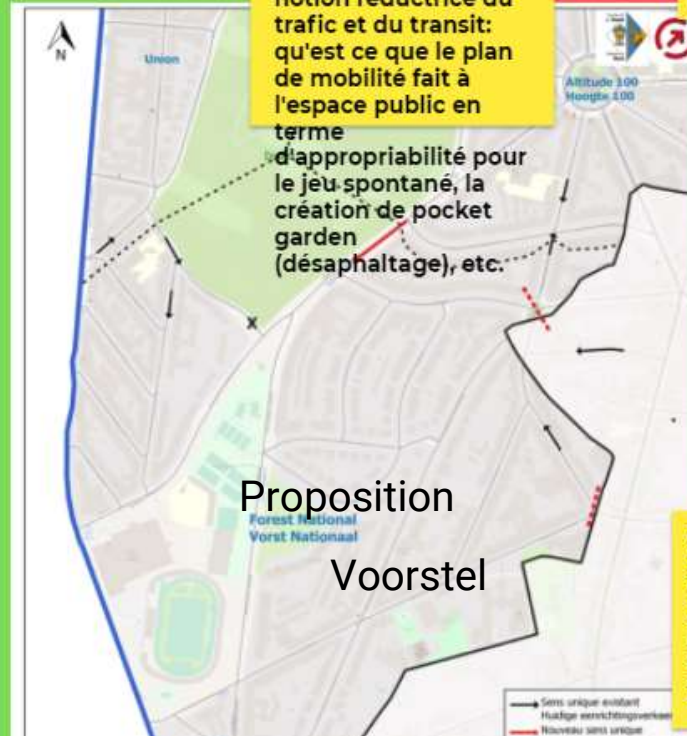 notion réductrice du
trafic et du transit:
qu'est ce que le plan
de mobilité fait à
l'espace public en
terme
d'appropriabilité pour
le jeu spontané, la
création de pocket
garden
(désaphaltage), etc.
N
Union
Altitude 100
Hoogte 100
x
Proposition
Forest National
Vorst Nationaal
Voorstel
Sens unique existant
Huidige eenrichtingsverkeer
Nouveau sens unique